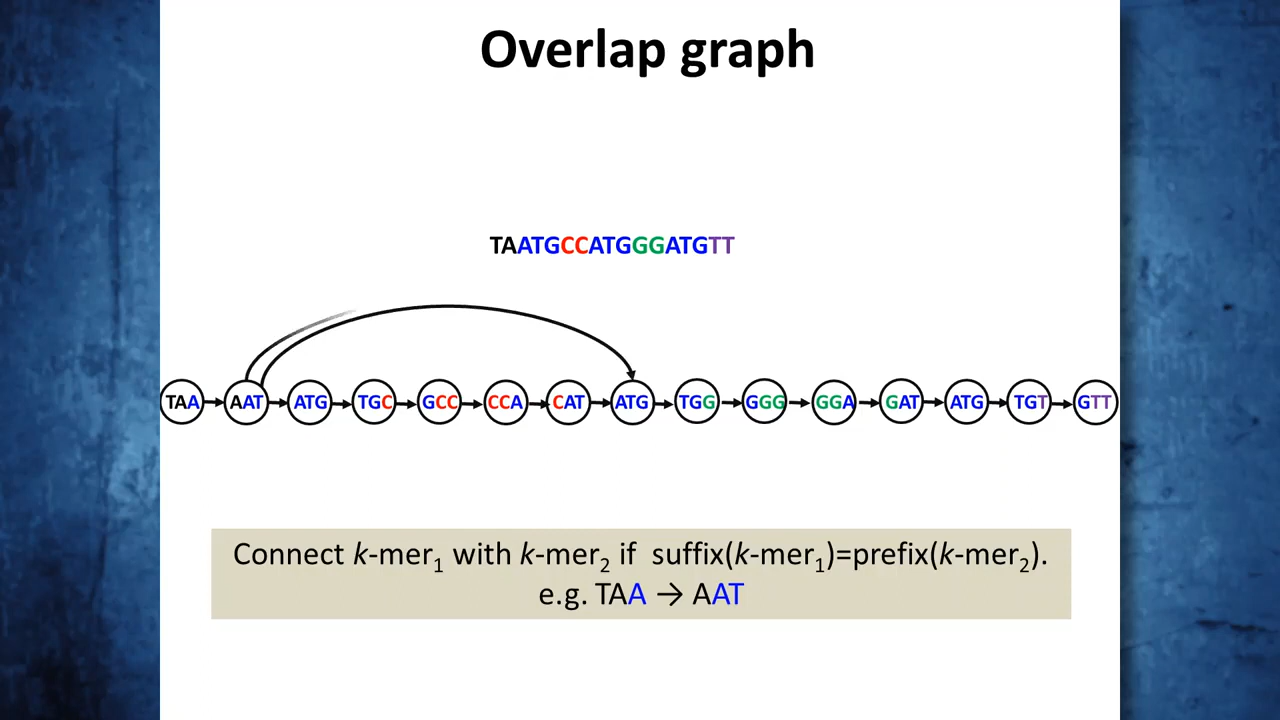 Overlap graph
TAATGCCATGGGATGTT
TAA AAT ATG TGC GCC CCA CAT ATG TGG GGG GGA GAT ATG TGT GTT
Connect k-mer1 with k-mer2 if suffix(k-mer1)=prefix(k-mer2).
e.g. TAA → AAT